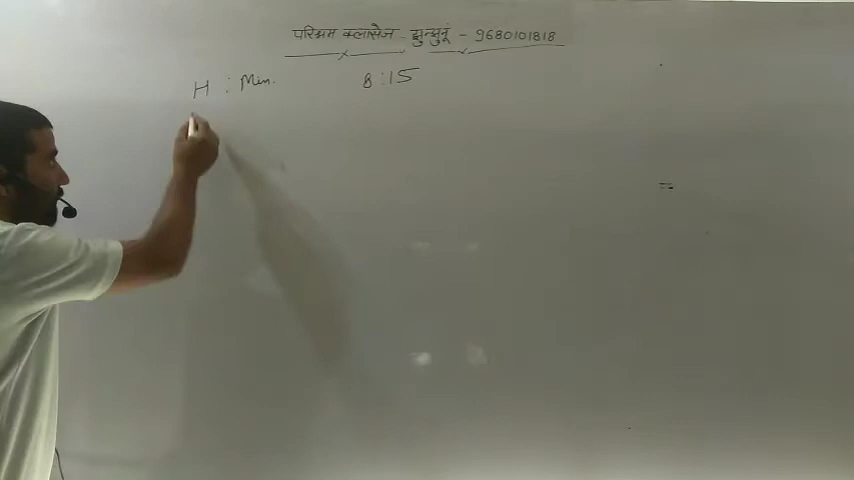 परिश्रम क्लासेज - झुन्झुनूं - 9680101818
H : Min. 8:15
=